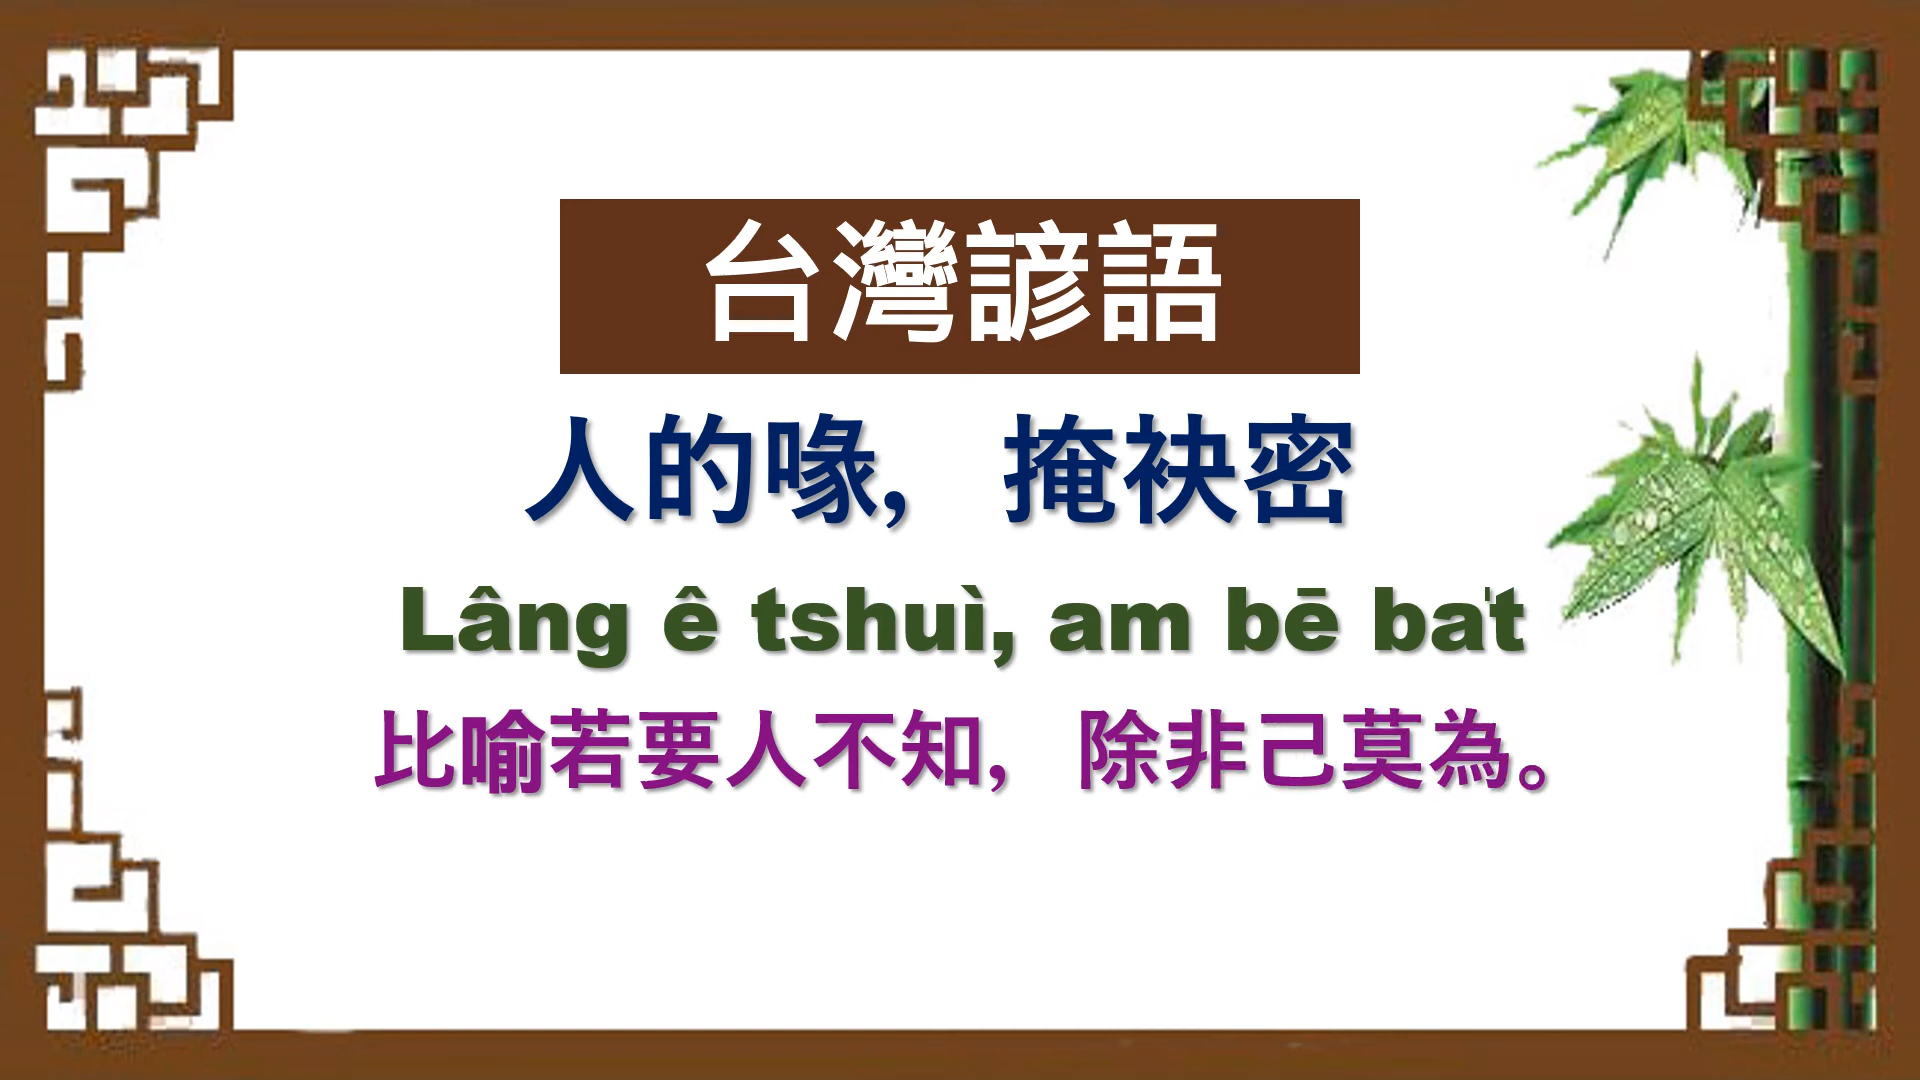 台灣諺語
人的喙，掩袂密
Lâng ê tshuì, am bē ba̍t
比喻若要人不知，除非己莫為。